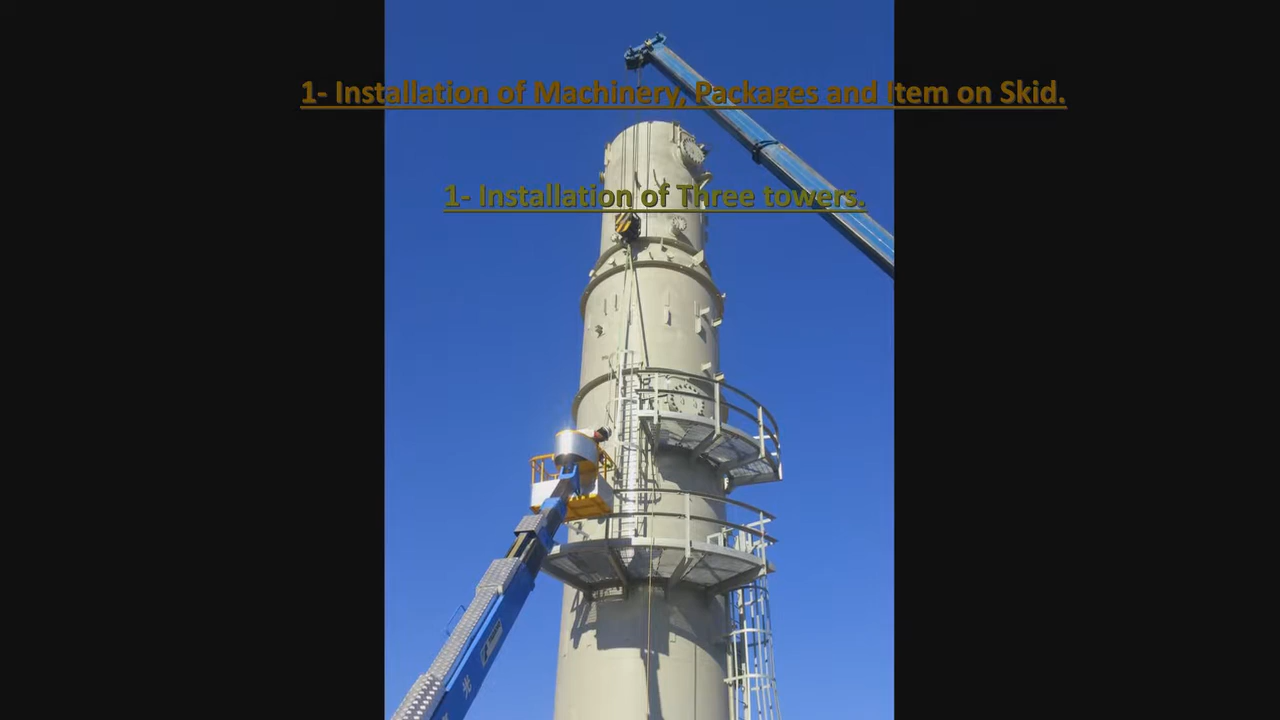 1- Installation of Machinery, Packages and Item on Skid.
1- Installation of Three towers.